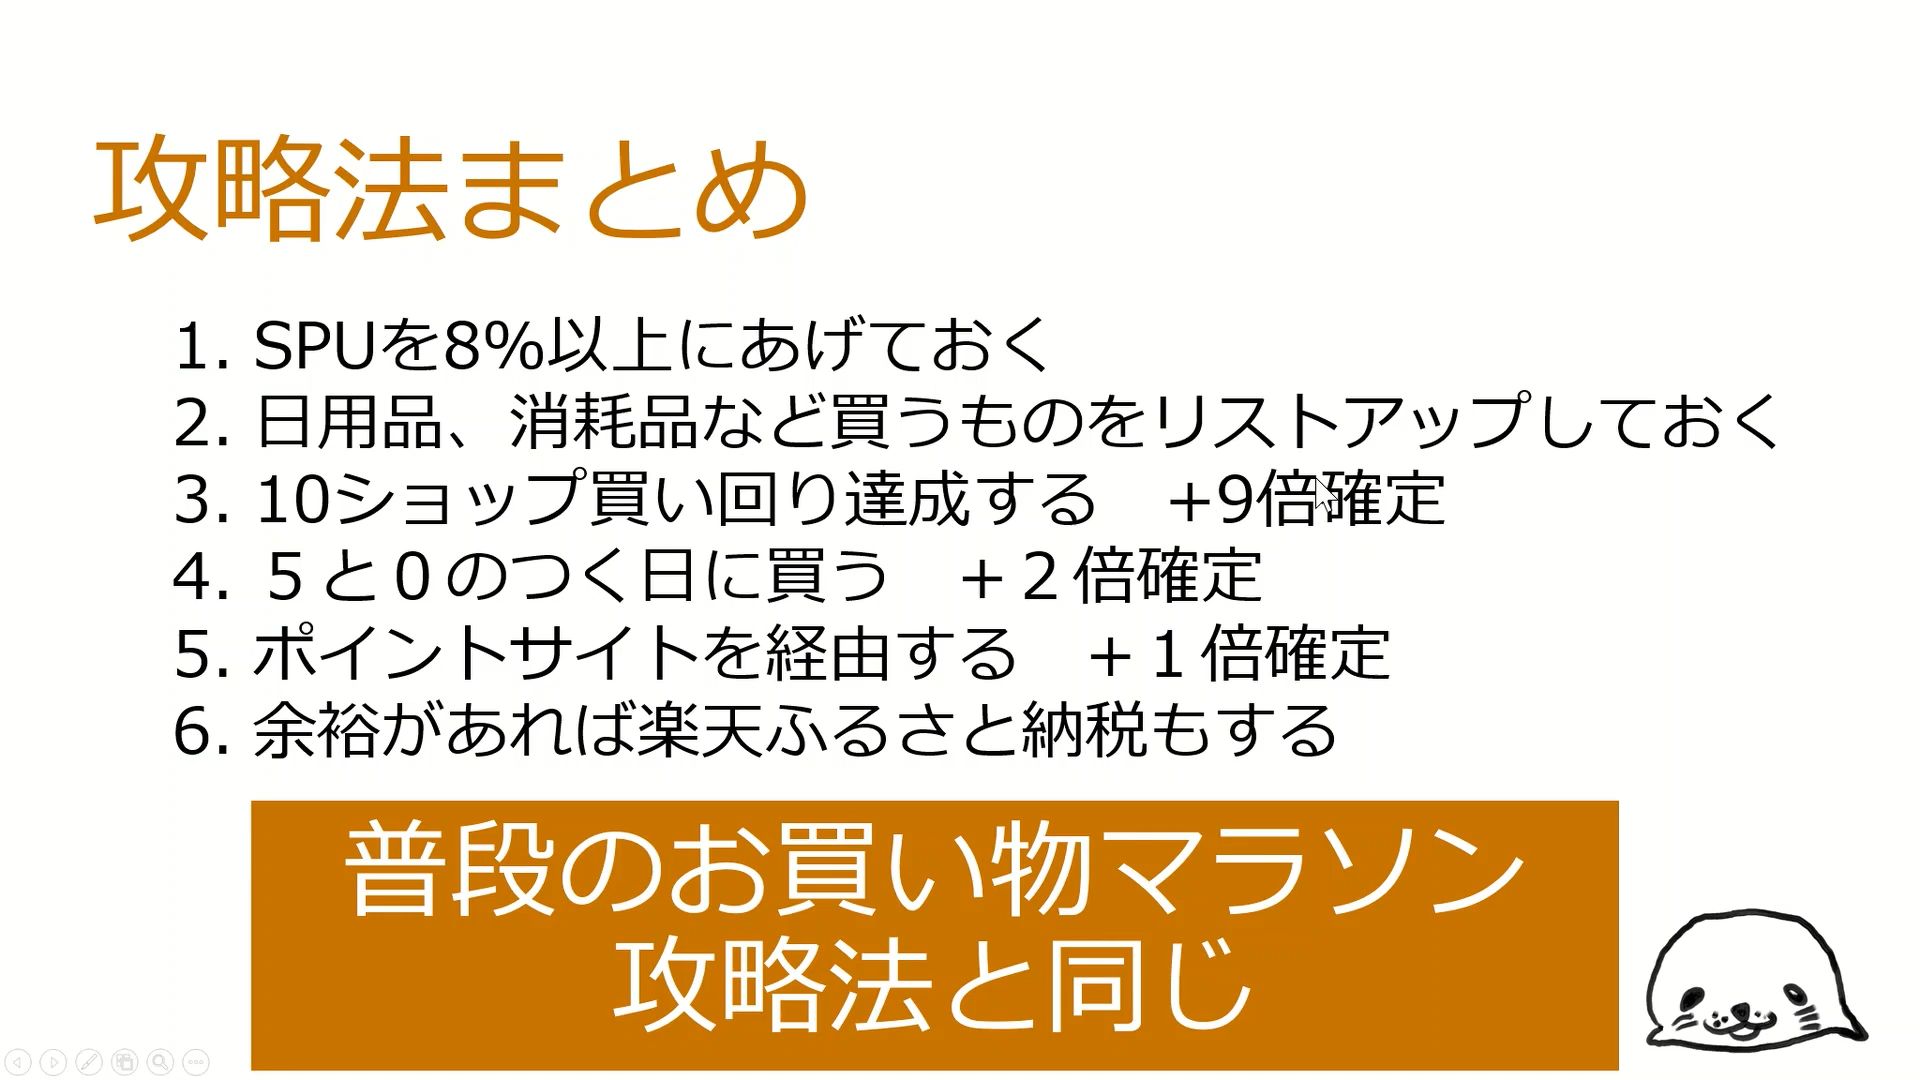 攻略法まとめ
1. SPUを8%以上にあげておく
2. 日用品、消耗品など買うものをリストアップしておく
3. 10ショップ買い回り達成する　+9倍確定
4. ５と０のつく日に買う　＋２倍確定
5. ポイントサイトを経由する　＋１倍確定
6. 余裕があれば楽天ふるさと納税もする
普段のお買い物マラソン
攻略法と同じ